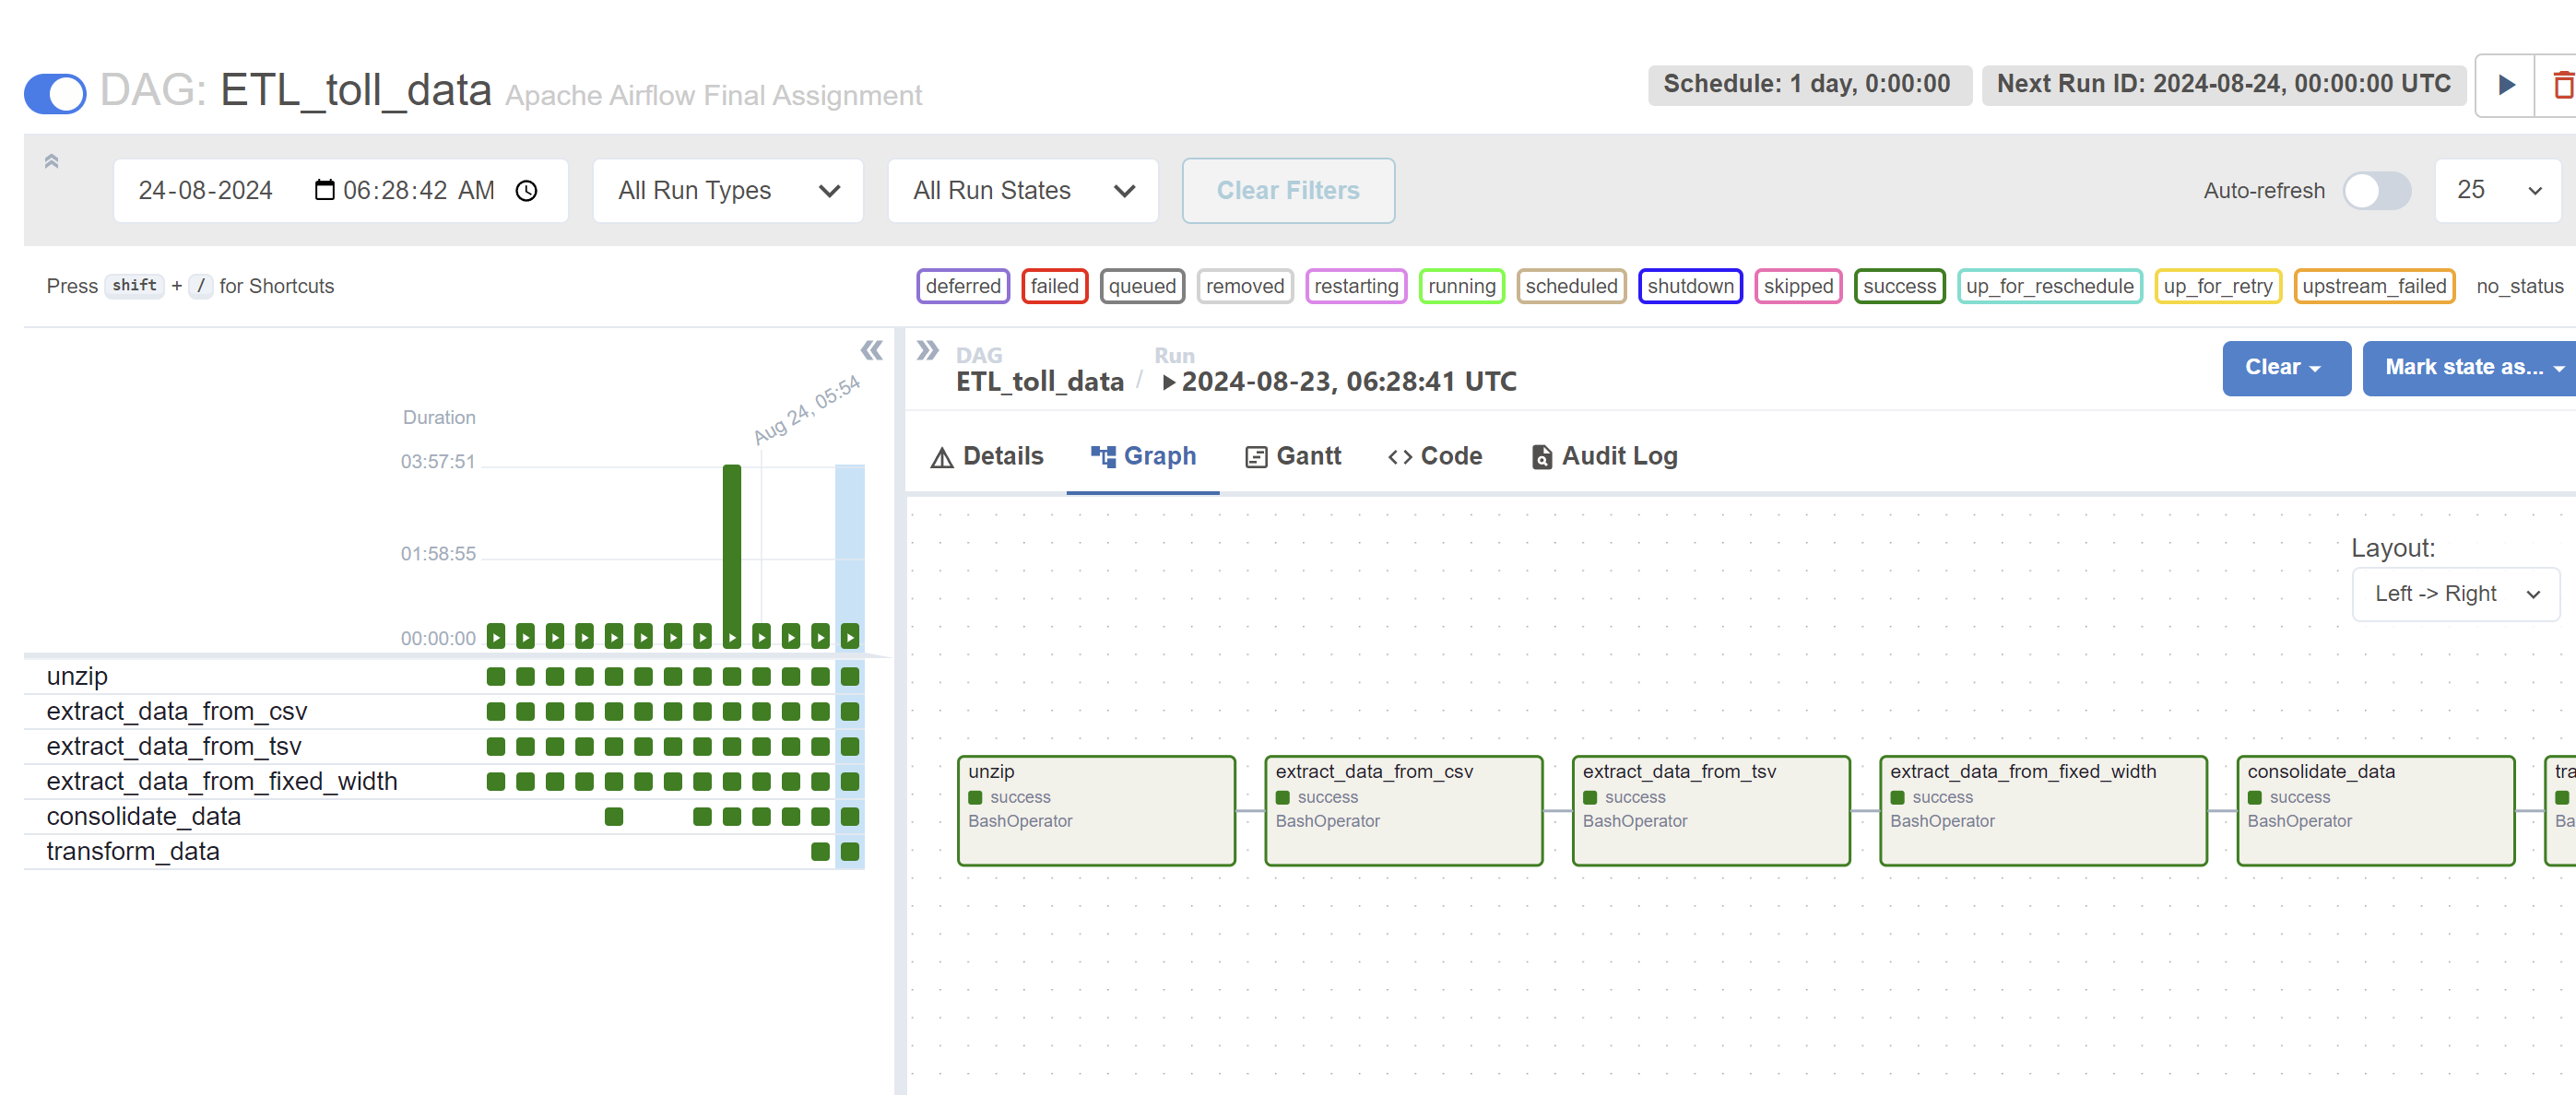 DAG: ETL_toll_data Apache Airflow Final Assignment
Schedule: 1 day, 0:00:00
Next Run ID: 2024-08-24, 00:00:00 UTC
24-08-2024 06:28:42 AM
All Run Types
All Run States
Clear Filters
Auto-refresh
25
Press shift + / for Shortcuts
deferred failed queued removed restarting running scheduled shutdown skipped success up_for_reschedule up_for_retry upstream_failed no_status
Duration
Aug 24, 05:54
03:57:51
01:58:55
00:00:00
unzip
extract_data_from_csv
extract_data_from_tsv
extract_data_from_fixed_width
consolidate_data
transform_data
DAG
ETL_toll_data
/
Run
2024-08-23, 06:28:41 UTC
Clear
Mark state as...
Details
Graph
Gantt
Code
Audit Log
Layout:
Left -> Right
unzip
success
BashOperator
extract_data_from_csv
success
BashOperator
extract_data_from_tsv
success
BashOperator
extract_data_from_fixed_width
success
BashOperator
consolidate_data
success
BashOperator
tra
Ba